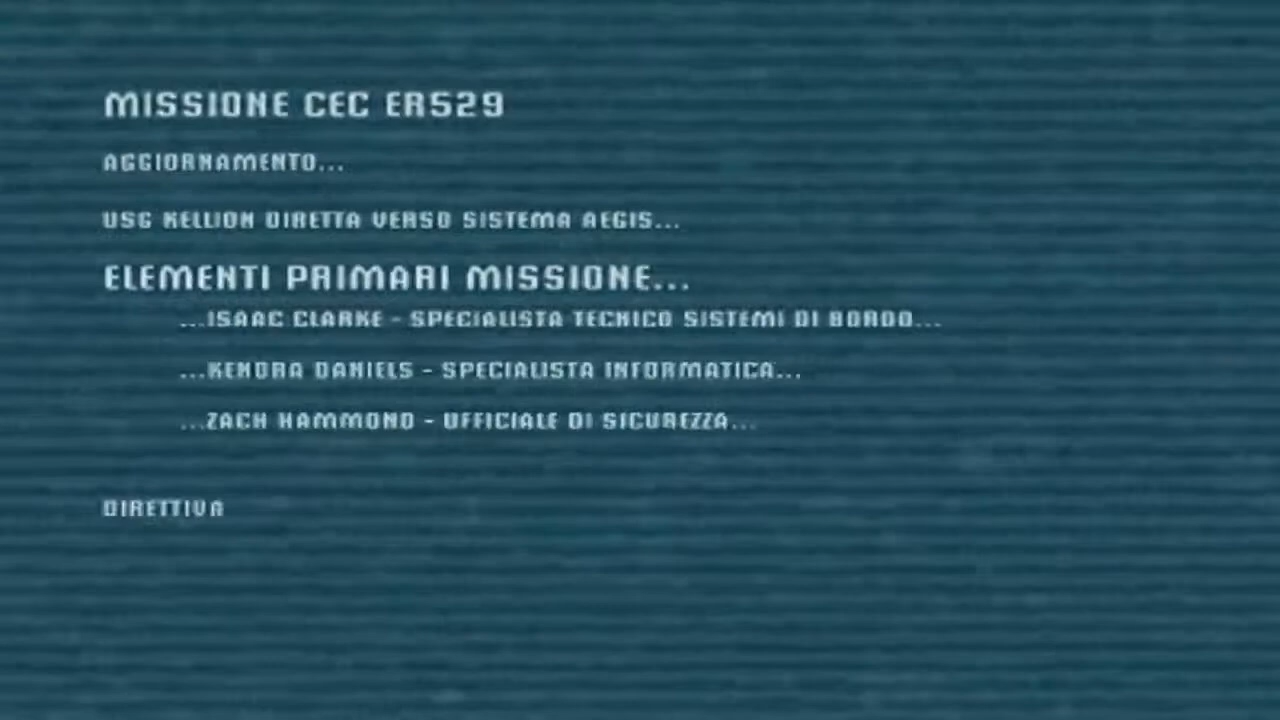 MISSIONE CEC ER529
AGGIORNAMENTO...
USG KELLION DIRETTA VERSO SISTEMA AEGIS...
ELEMENTI PRIMARI MISSIONE...
...ISAAC CLARKE - SPECIALISTA TECNICO SISTEMI DI BORDO...
...KENDRA DANIELS - SPECIALISTA INFORMATICA...
...ZACH HAMMOND - UFFICIALE DI SICUREZZA...
DIRETTIVA